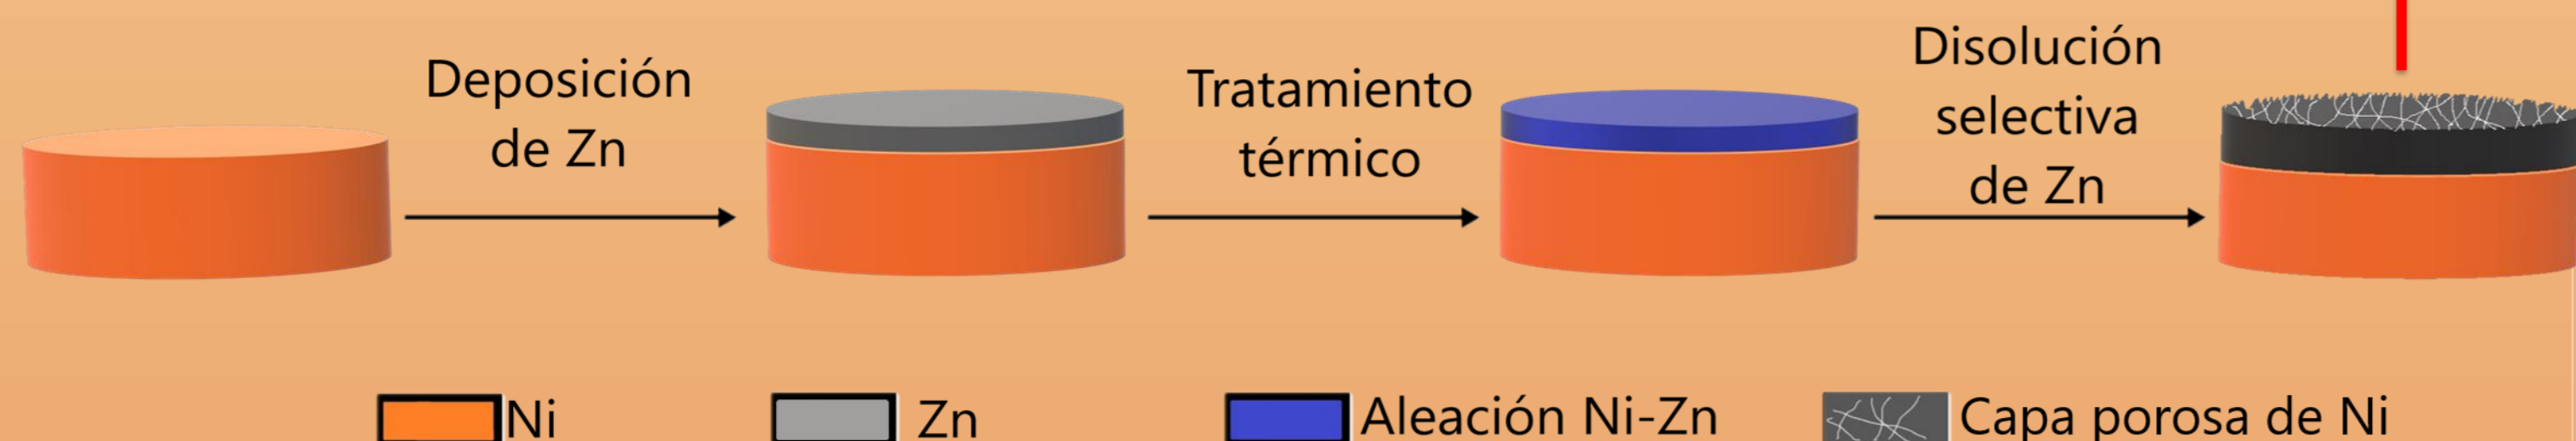 Deposición
de Zn
Tratamiento
térmico
Disolución
selectiva
de Zn
Ni
Zn
Aleación Ni-Zn
Capa porosa de Ni